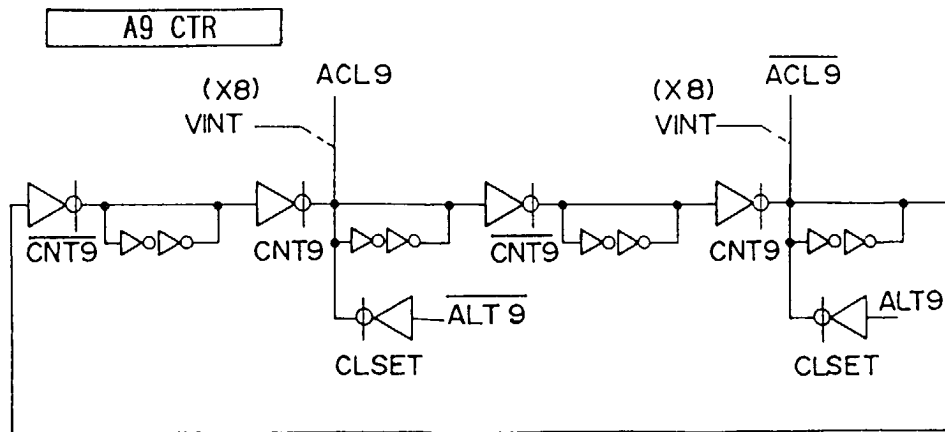 A9 CTR
ACL9
(X8)
VINT
ACL9
(X8)
VINT
CNT9
CNT9
CNT9
CNT9
ALT9
CLSET
ALT9
CLSET